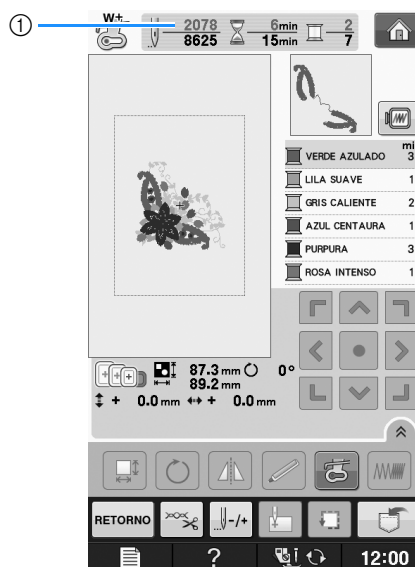 ①
W+ 2078 6min 2
8625 15min 7
mi
VERDE AZULADO 3
LILA SUAVE 1
GRIS CALIENTE 2
AZUL CENTAURA 1
PURPURA 3
ROSA INTENSO 1
87.3 mm 0°
89.2 mm
+ 0.0 mm + 0.0 mm
RETORNO -/+
? 12:00